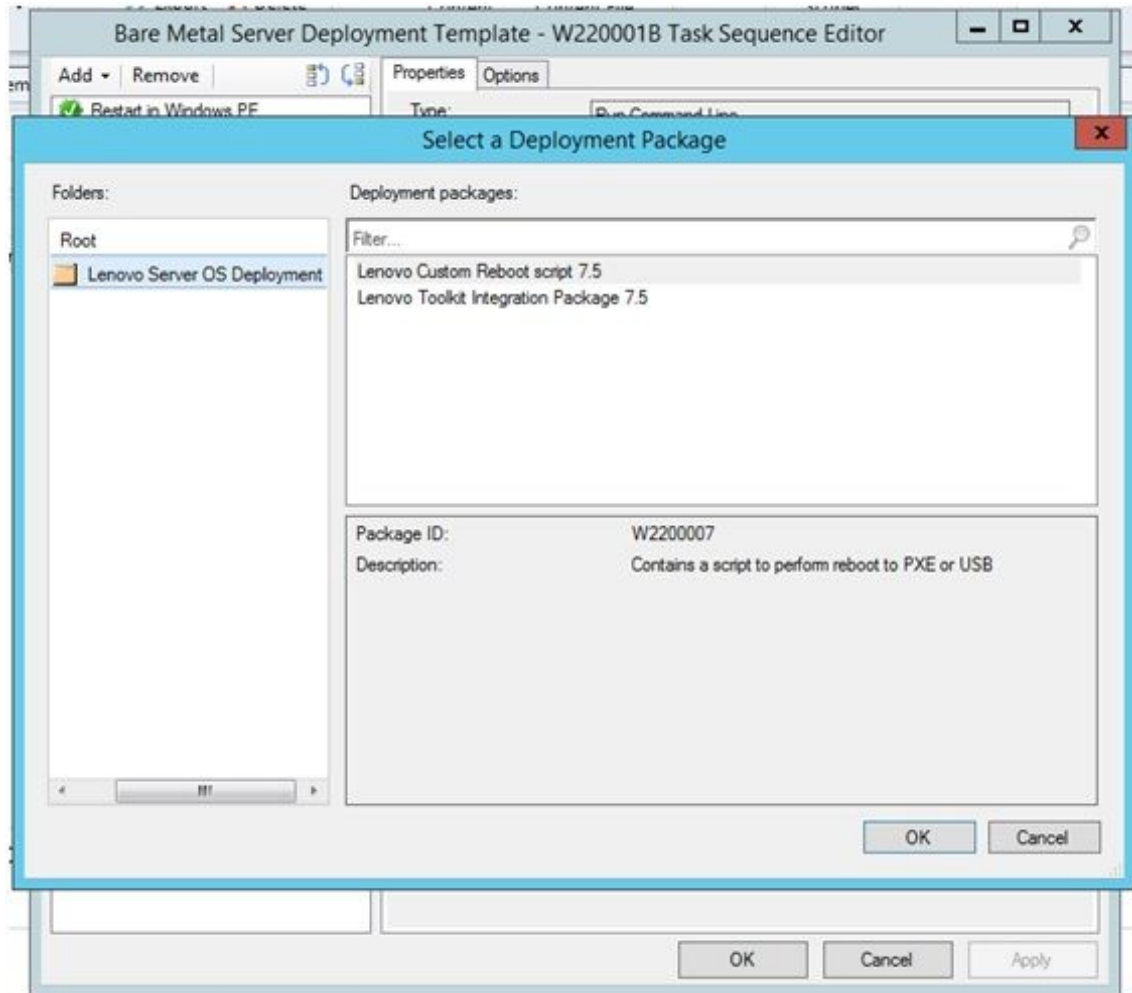 Bare Metal Server Deployment Template - W220001B Task Sequence Editor
Add Remove
Properties Options
Restart in Windows PE
Type: Run Command Line
Select a Deployment Package
Folders:
Deployment packages:
Root
Filter...
Lenovo Server OS Deployment
Lenovo Custom Reboot script 7.5
Lenovo Toolkit Integration Package 7.5
Package ID: W2200007
Description: Contains a script to perform reboot to PXE or USB
OK Cancel
OK Cancel Apply